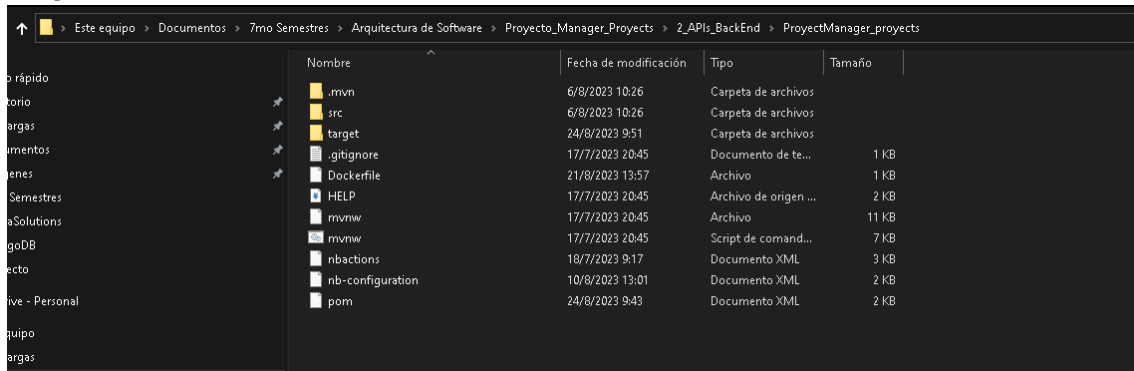 Este equipo > Documentos > 7mo Semestres > Arquitectura de Software > Proyecto_Manager_Proyects > 2_APIs_BackEnd > ProyectManager_proyects
Nombre Fecha de modificación Tipo Tamaño
o rápido
torio
argas
umentos
genes
Semestres
aSolutions
goDB
ecto
rive - Personal
quipo
argas
.mvn 6/8/2023 10:26 Carpeta de archivos
src 6/8/2023 10:26 Carpeta de archivos
target 24/8/2023 9:51 Carpeta de archivos
.gitignore 17/7/2023 20:45 Documento de te... 1 KB
Dockerfile 21/8/2023 13:57 Archivo 1 KB
HELP 17/7/2023 20:45 Archivo de origen ... 2 KB
mvnw 17/7/2023 20:45 Archivo 11 KB
mvnw 17/7/2023 20:45 Script de comand... 7 KB
nbactions 18/7/2023 9:17 Documento XML 3 KB
nb-configuration 10/8/2023 13:01 Documento XML 2 KB
pom 24/8/2023 9:43 Documento XML 2 KB